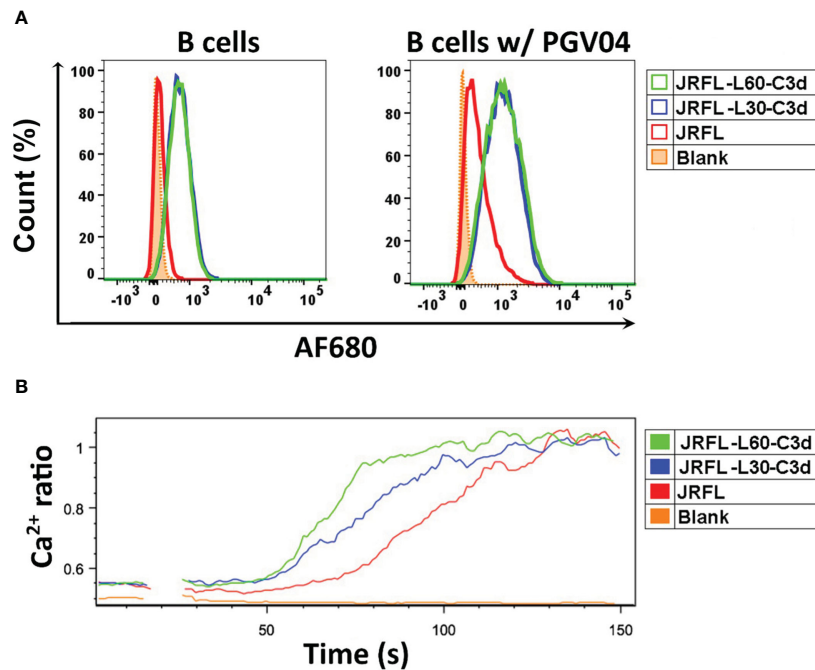 A
B cells
B cells w/ PGV04
Count (%)
100
80
60
40
20
0
-10³ 0 10³ 10⁴ 10⁵
100
80
60
40
20
0
-10³ 0 10³ 10⁴ 10⁵
AF680
JRFL-L60-C3d
JRFL-L30-C3d
JRFL
Blank
B
Ca²⁺ ratio
1
0.8
0.6
50 100 150
Time (s)
JRFL-L60-C3d
JRFL-L30-C3d
JRFL
Blank